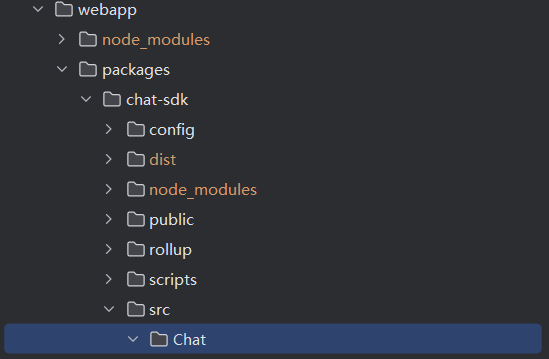 webapp
node_modules
packages
chat-sdk
config
dist
node_modules
public
rollup
scripts
src
Chat